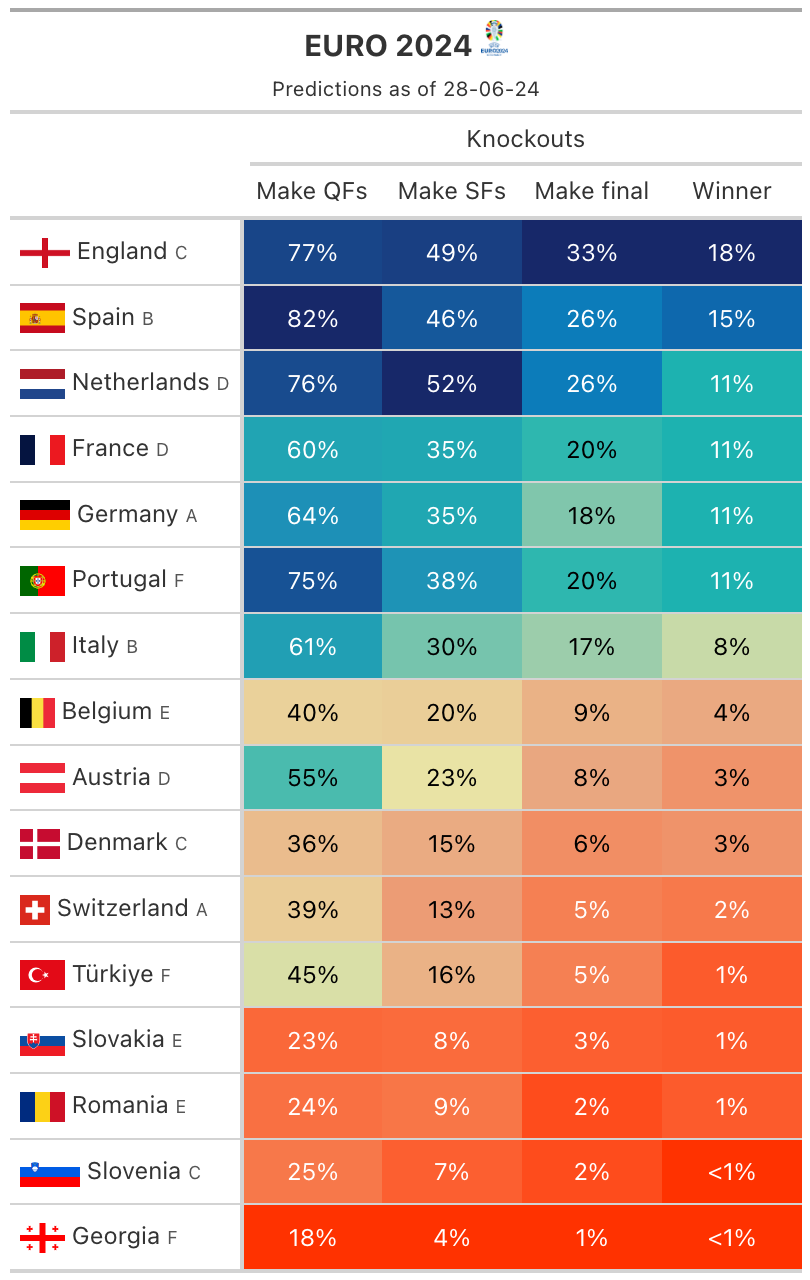 EURO 2024
EURO2024
Predictions as of 28-06-24
Knockouts
Make QFs Make SFs Make final Winner
England C 77% 49% 33% 18%
Spain B 82% 46% 26% 15%
Netherlands D 76% 52% 26% 11%
France D 60% 35% 20% 11%
Germany A 64% 35% 18% 11%
Portugal F 75% 38% 20% 11%
Italy B 61% 30% 17% 8%
Belgium E 40% 20% 9% 4%
Austria D 55% 23% 8% 3%
Denmark C 36% 15% 6% 3%
Switzerland A 39% 13% 5% 2%
Türkiye F 45% 16% 5% 1%
Slovakia E 23% 8% 3% 1%
Romania E 24% 9% 2% 1%
Slovenia C 25% 7% 2% <1%
Georgia F 18% 4% 1% <1%